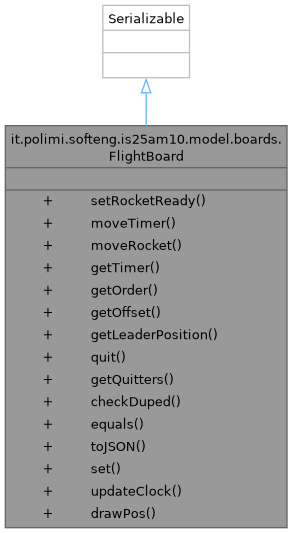 Serializable
it.polimi.softeng.is25am10.model.boards.
FlightBoard
+ setRocketReady()
+ moveTimer()
+ moveRocket()
+ getTimer()
+ getOrder()
+ getOffset()
+ getLeaderPosition()
+ quit()
+ getQuitters()
+ checkDuped()
+ equals()
+ toJSON()
+ set()
+ updateClock()
+ drawPos()